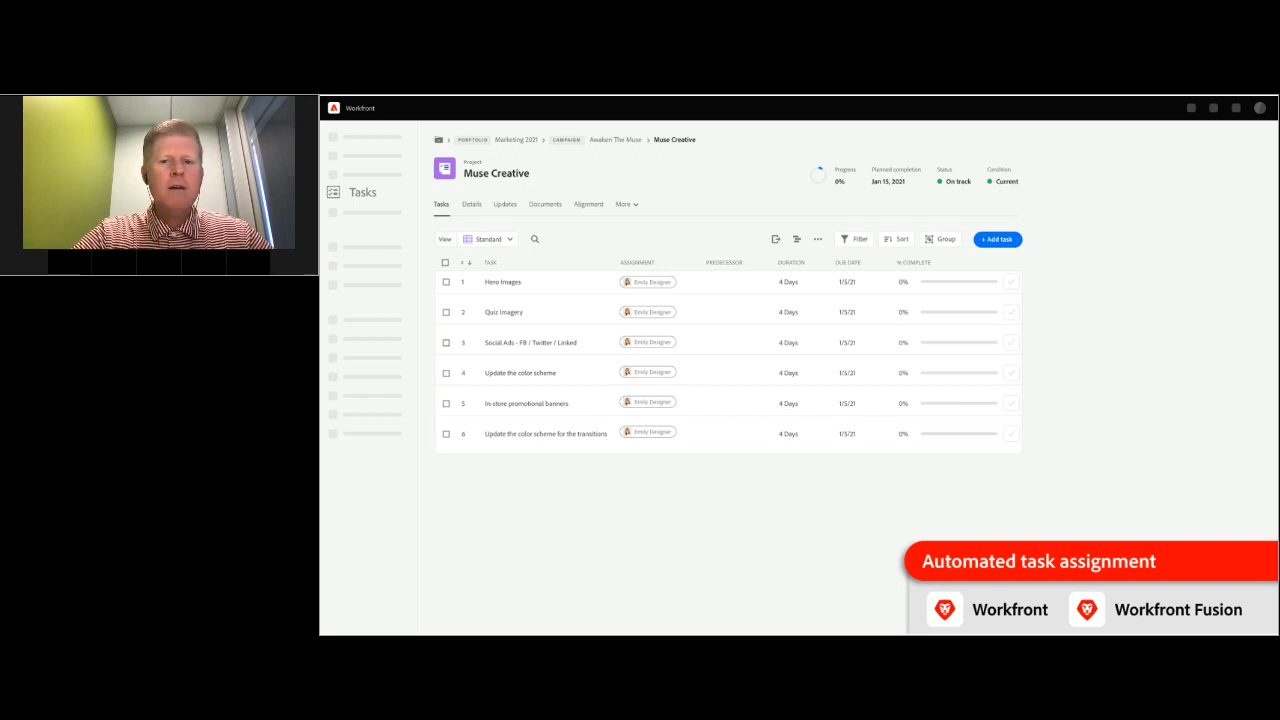 Workfront
PORTFOLIO Marketing 2021 > CAMPAIGN Awaken The Muse > Muse Creative
Project
Muse Creative
Progress Planned completion Status Condition
0% Jan 15, 2021 On track Current
Tasks
Tasks Details Updates Documents Alignment More
View Standard Filter Sort Group + Add task
# TASK ASSIGNMENT PREDECESSOR DURATION DUE DATE % COMPLETE
1 Hero Images Emily Designer 4 Days 1/5/21 0%
2 Quiz Imagery Emily Designer 4 Days 1/5/21 0%
3 Social Ads - FB / Twitter / Linked Emily Designer 4 Days 1/5/21 0%
4 Update the color scheme Emily Designer 4 Days 1/5/21 0%
5 In-store promotional banners Emily Designer 4 Days 1/5/21 0%
6 Update the color scheme for the transitions Emily Designer 4 Days 1/5/21 0%
Automated task assignment
Workfront Workfront Fusion